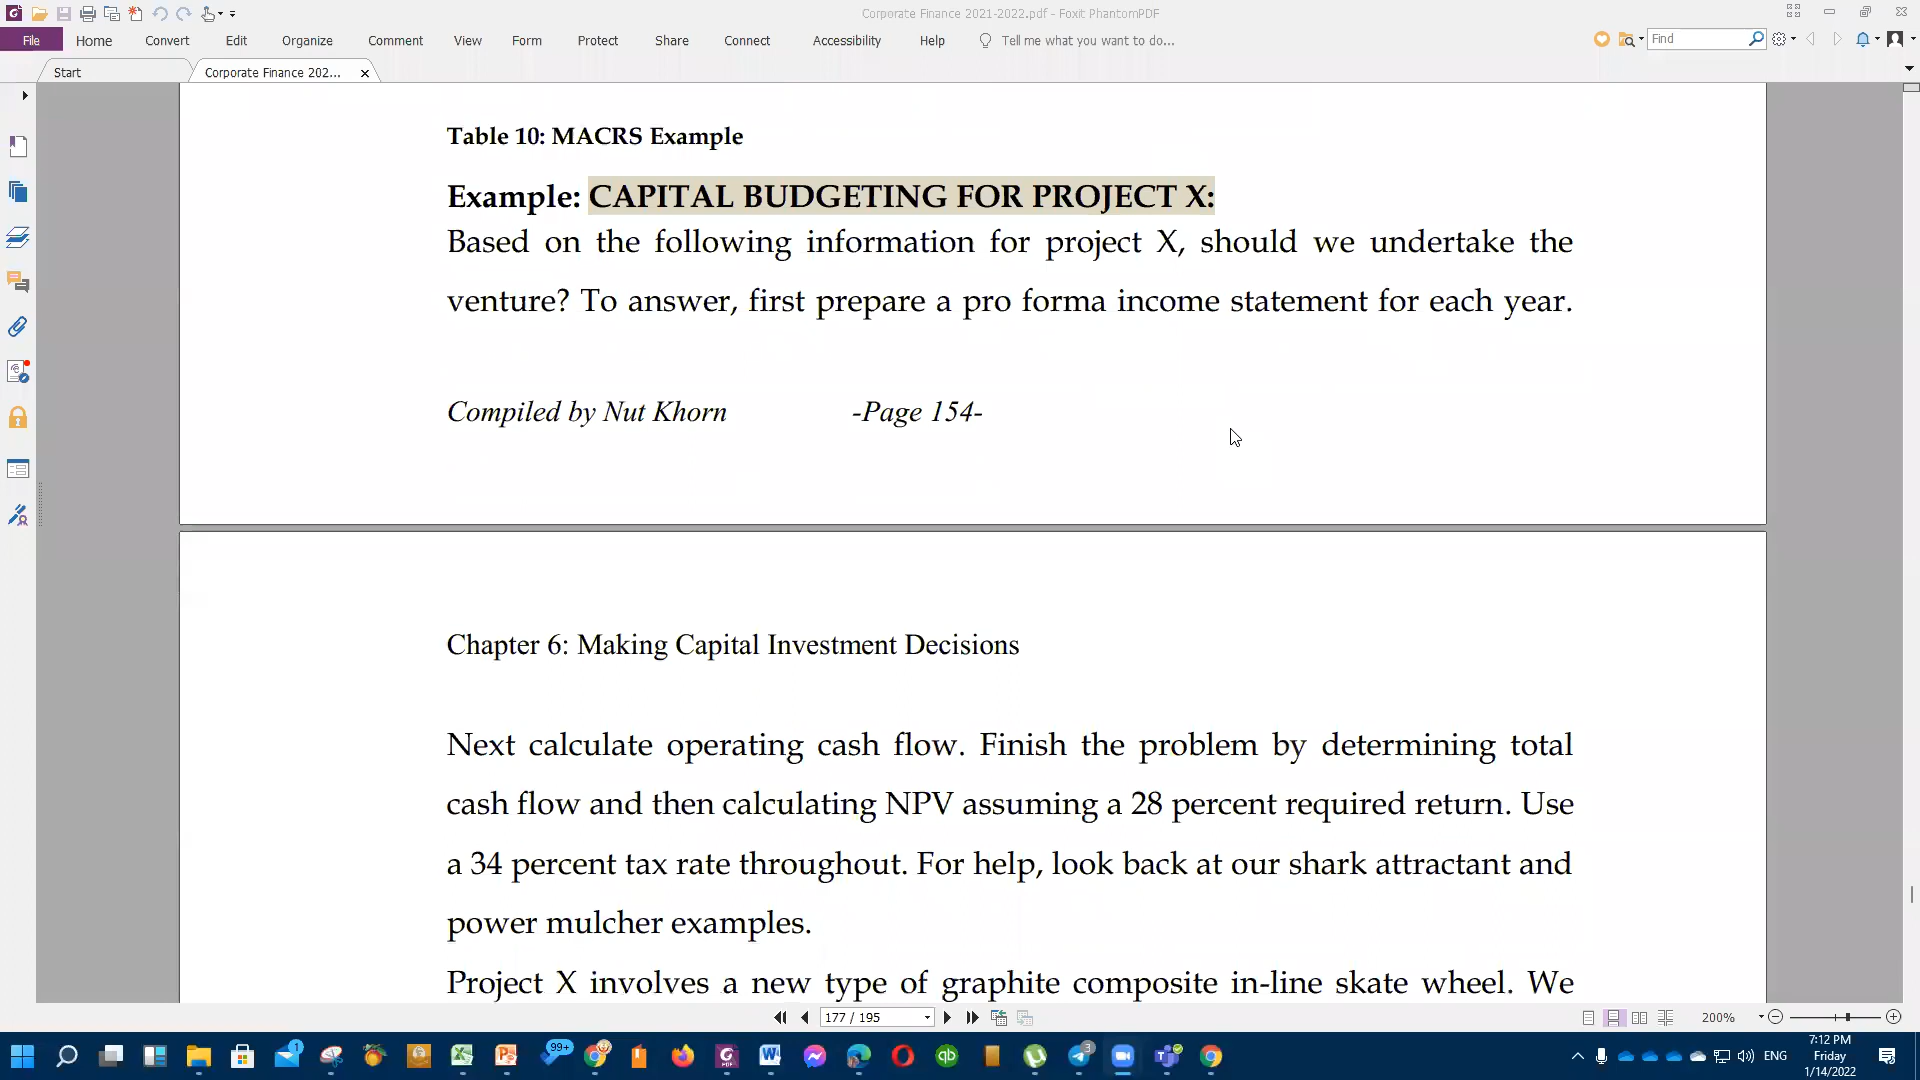 Corporate Finance 2021-2022.pdf - Foxit PhantomPDF
File Home Convert Edit Organize Comment View Form Protect Share Connect Accessibility Help Tell me what you want to do... Find
Start Corporate Finance 202...
Table 10: MACRS Example
Example: CAPITAL BUDGETING FOR PROJECT X:
Based on the following information for project X, should we undertake the
venture? To answer, first prepare a pro forma income statement for each year.
Compiled by Nut Khorn -Page 154-
Chapter 6: Making Capital Investment Decisions
Next calculate operating cash flow. Finish the problem by determining total
cash flow and then calculating NPV assuming a 28 percent required return. Use
a 34 percent tax rate throughout. For help, look back at our shark attractant and
power mulcher examples.
Project X involves a new type of graphite composite in-line skate wheel. We
177 / 195 200%
1 99+ 3 ENG
7:12 PM
Friday
1/14/2022